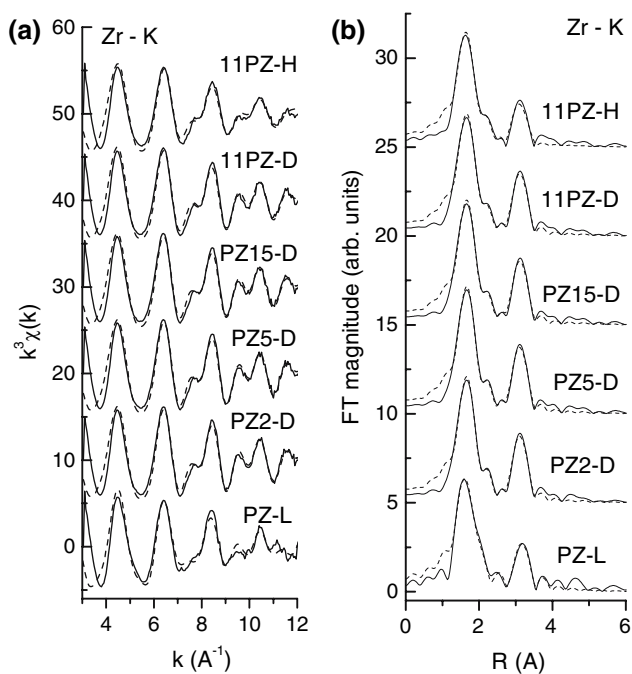 (a)
Zr - K
60
50
40
30
20
10
0
k³χ(k)
11PZ-H
11PZ-D
PZ15-D
PZ5-D
PZ2-D
PZ-L
4 6 8 10 12
k (A⁻¹)
(b)
Zr - K
30
25
20
15
10
5
0
FT magnitude (arb. units)
11PZ-H
11PZ-D
PZ15-D
PZ5-D
PZ2-D
PZ-L
0 2 4 6
R (A)